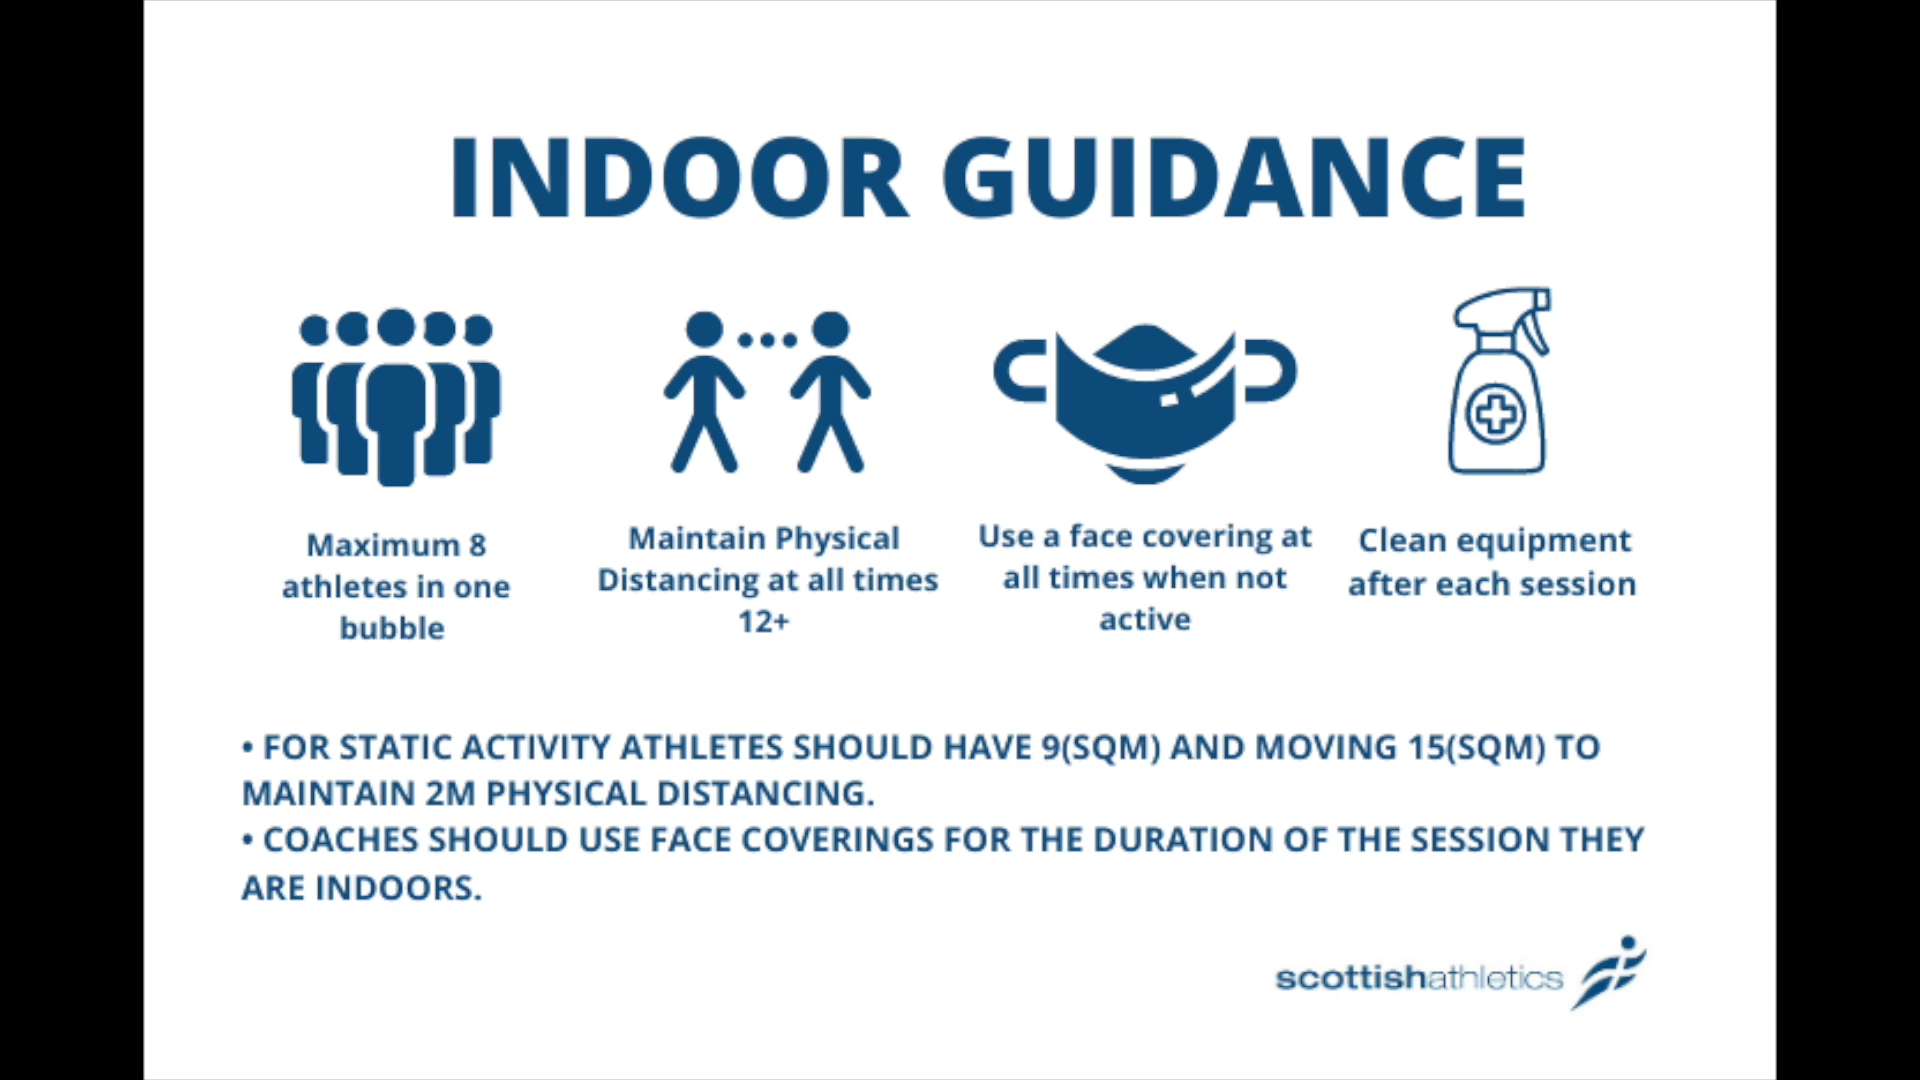 INDOOR GUIDANCE
Maximum 8
athletes in one
bubble
Maintain Physical
Distancing at all times
12+
Use a face covering at
all times when not
active
Clean equipment
after each session
• FOR STATIC ACTIVITY ATHLETES SHOULD HAVE 9(SQM) AND MOVING 15(SQM) TO
MAINTAIN 2M PHYSICAL DISTANCING.
• COACHES SHOULD USE FACE COVERINGS FOR THE DURATION OF THE SESSION THEY
ARE INDOORS.
scottishathletics